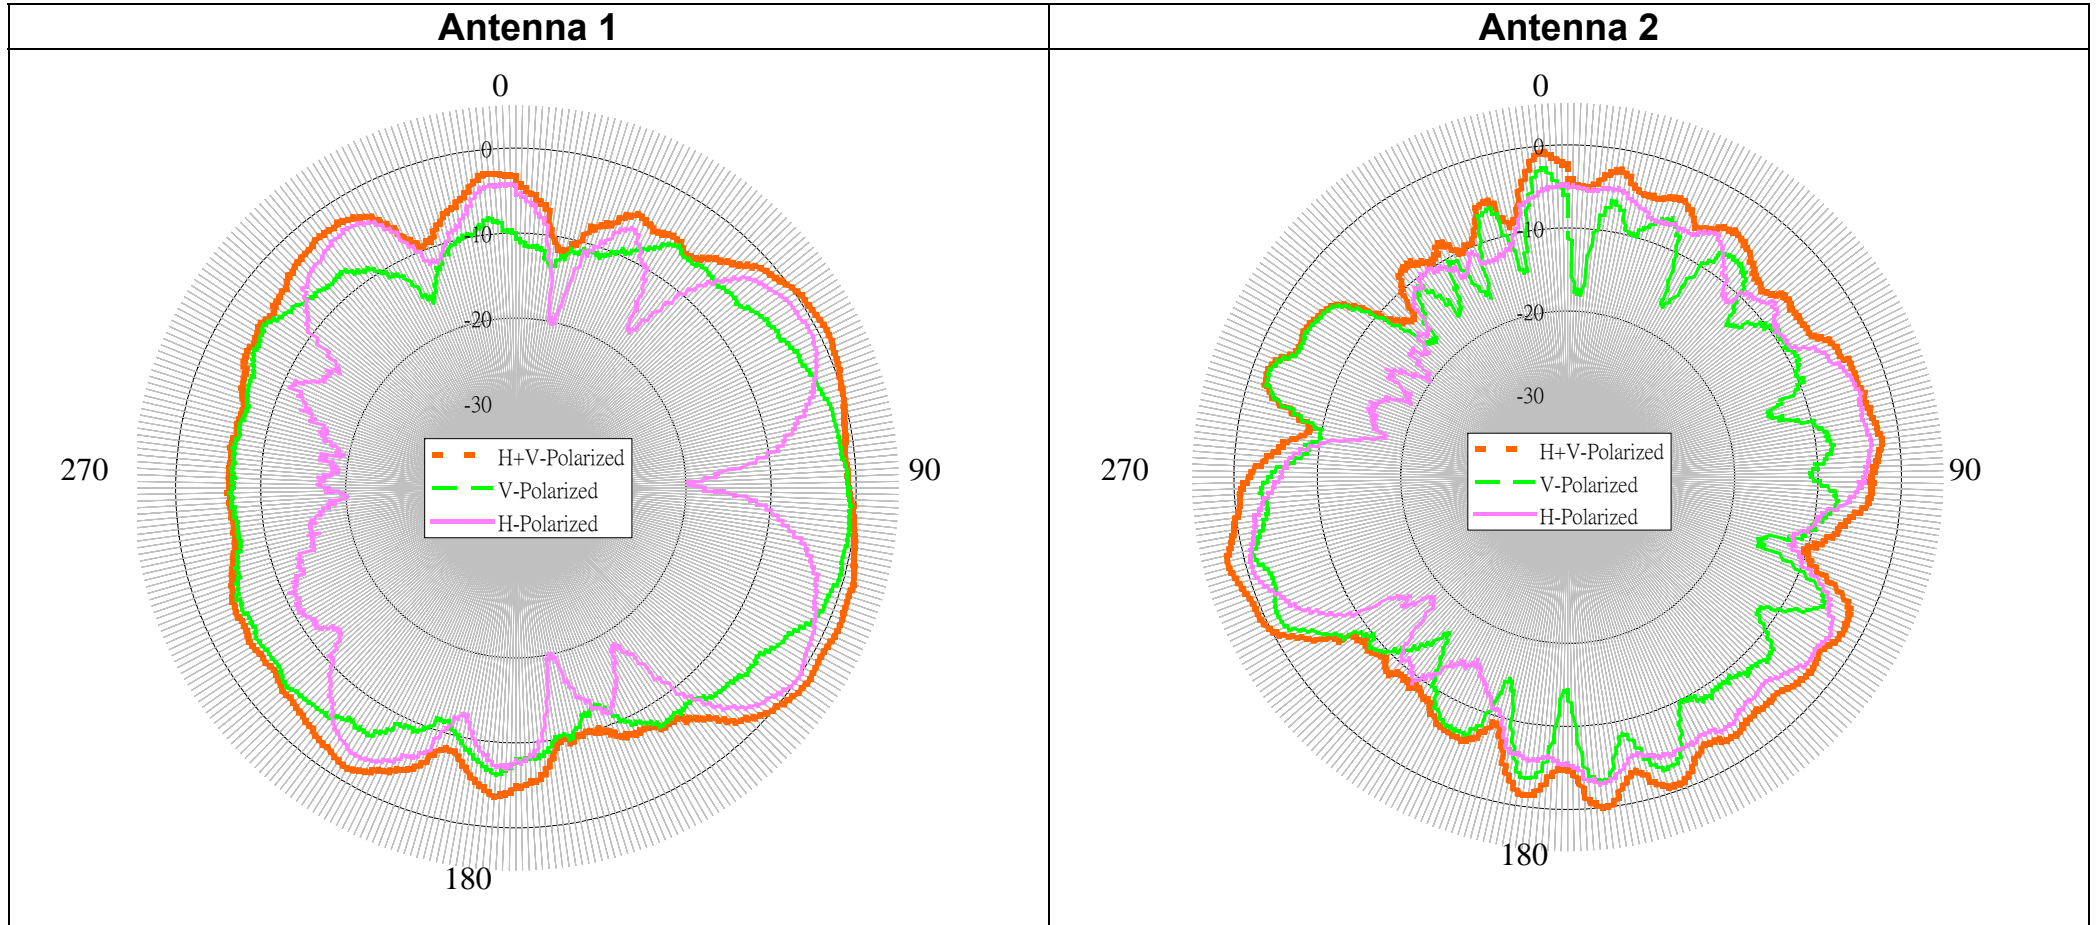 Antenna 1
Antenna 2
0
0
-10
-20
-30
270
90
H+V-Polarized
V-Polarized
H-Polarized
180
0
0
-10
-20
-30
270
90
H+V-Polarized
V-Polarized
H-Polarized
180